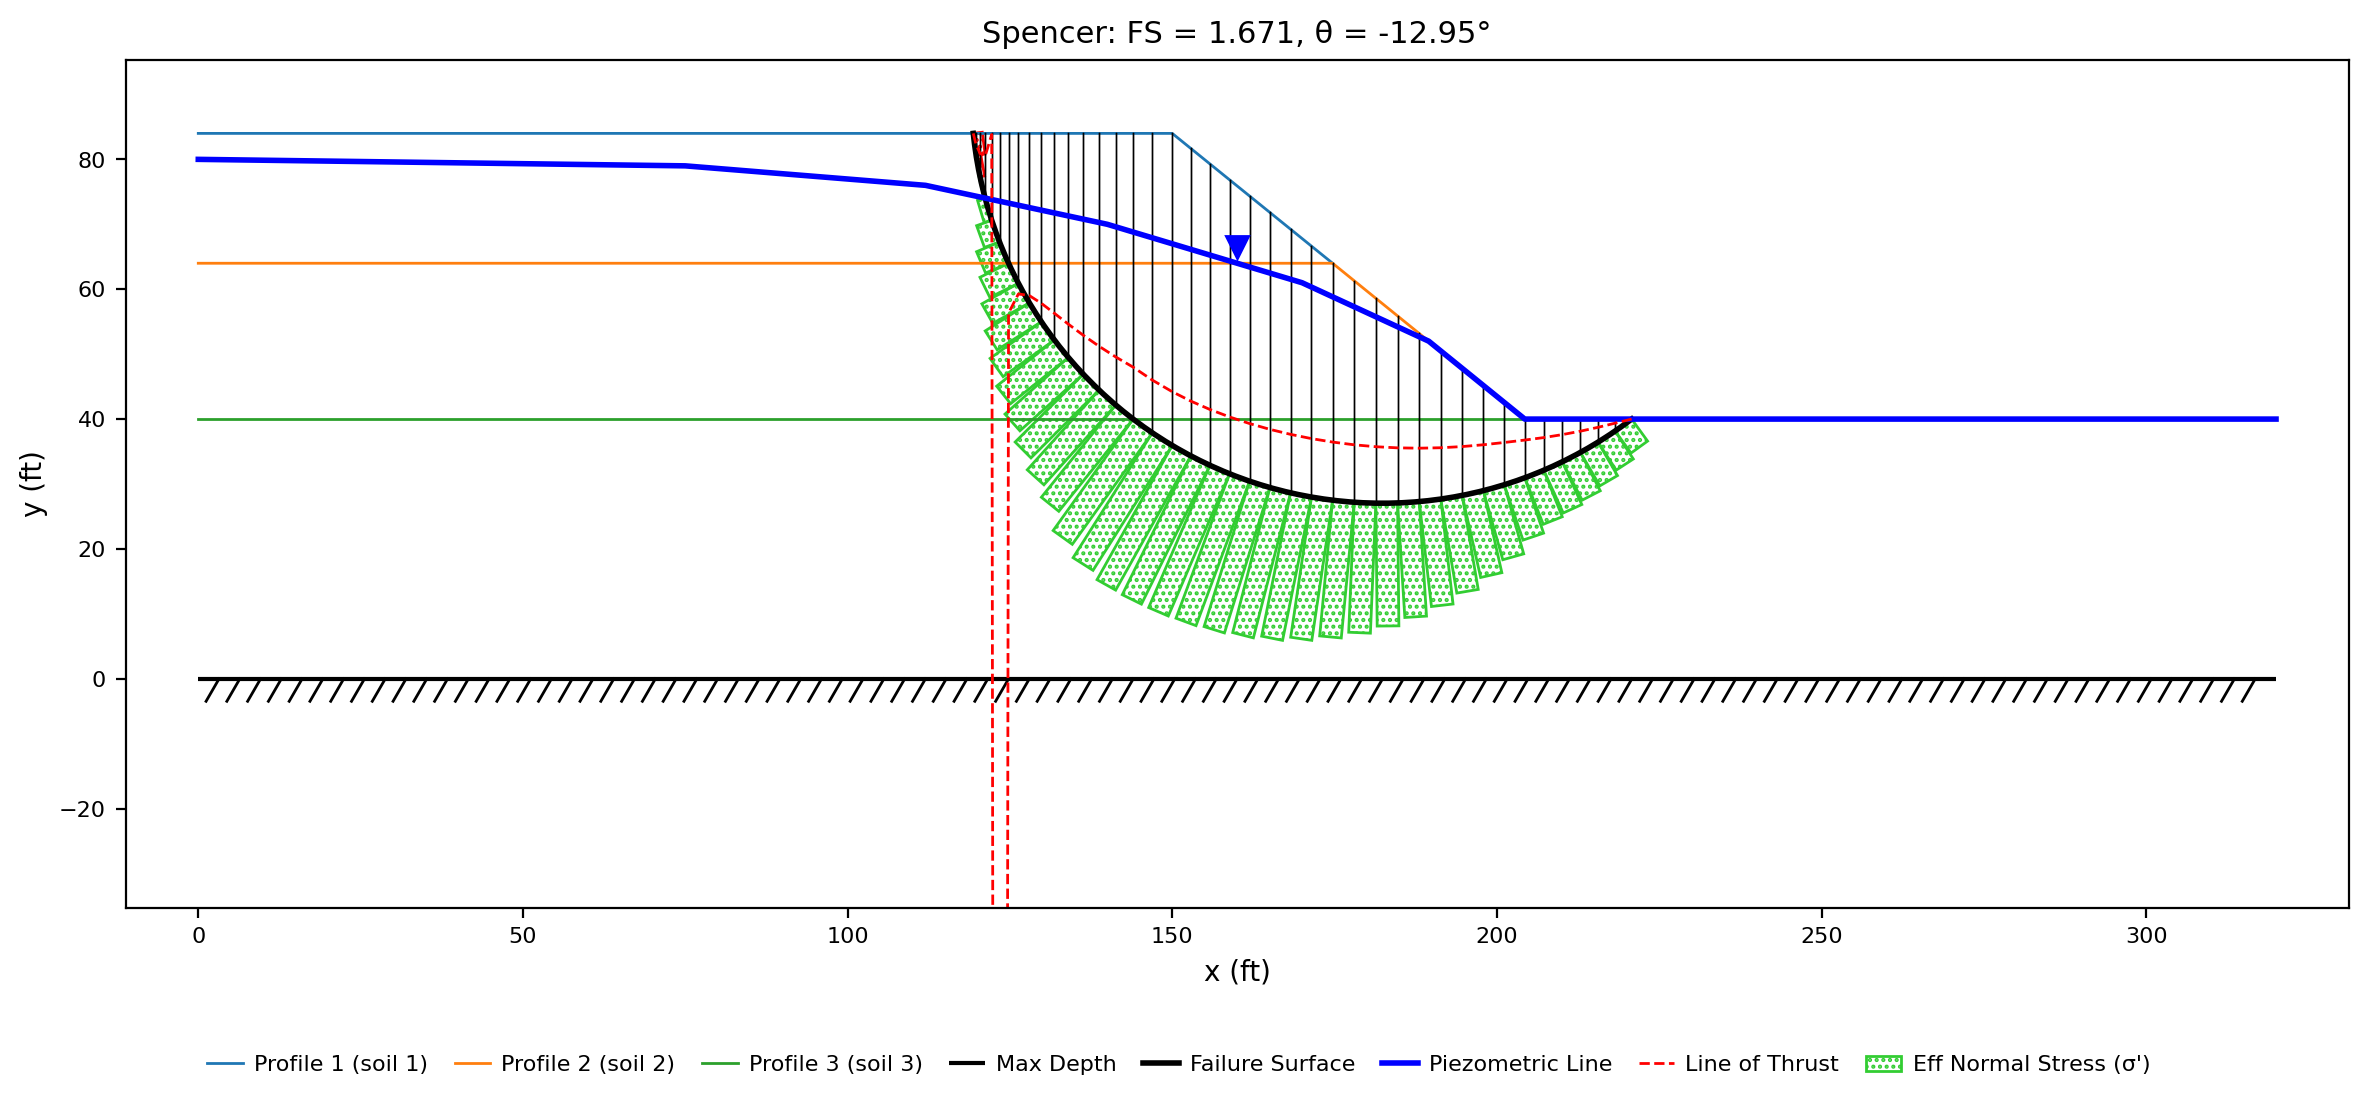 Spencer: FS = 1.671, θ = -12.95°
y (ft)
80
60
40
20
0
−20
0 50 100 150 200 250 300
x (ft)
Profile 1 (soil 1) Profile 2 (soil 2) Profile 3 (soil 3) Max Depth Failure Surface Piezometric Line Line of Thrust Eff Normal Stress (σ')